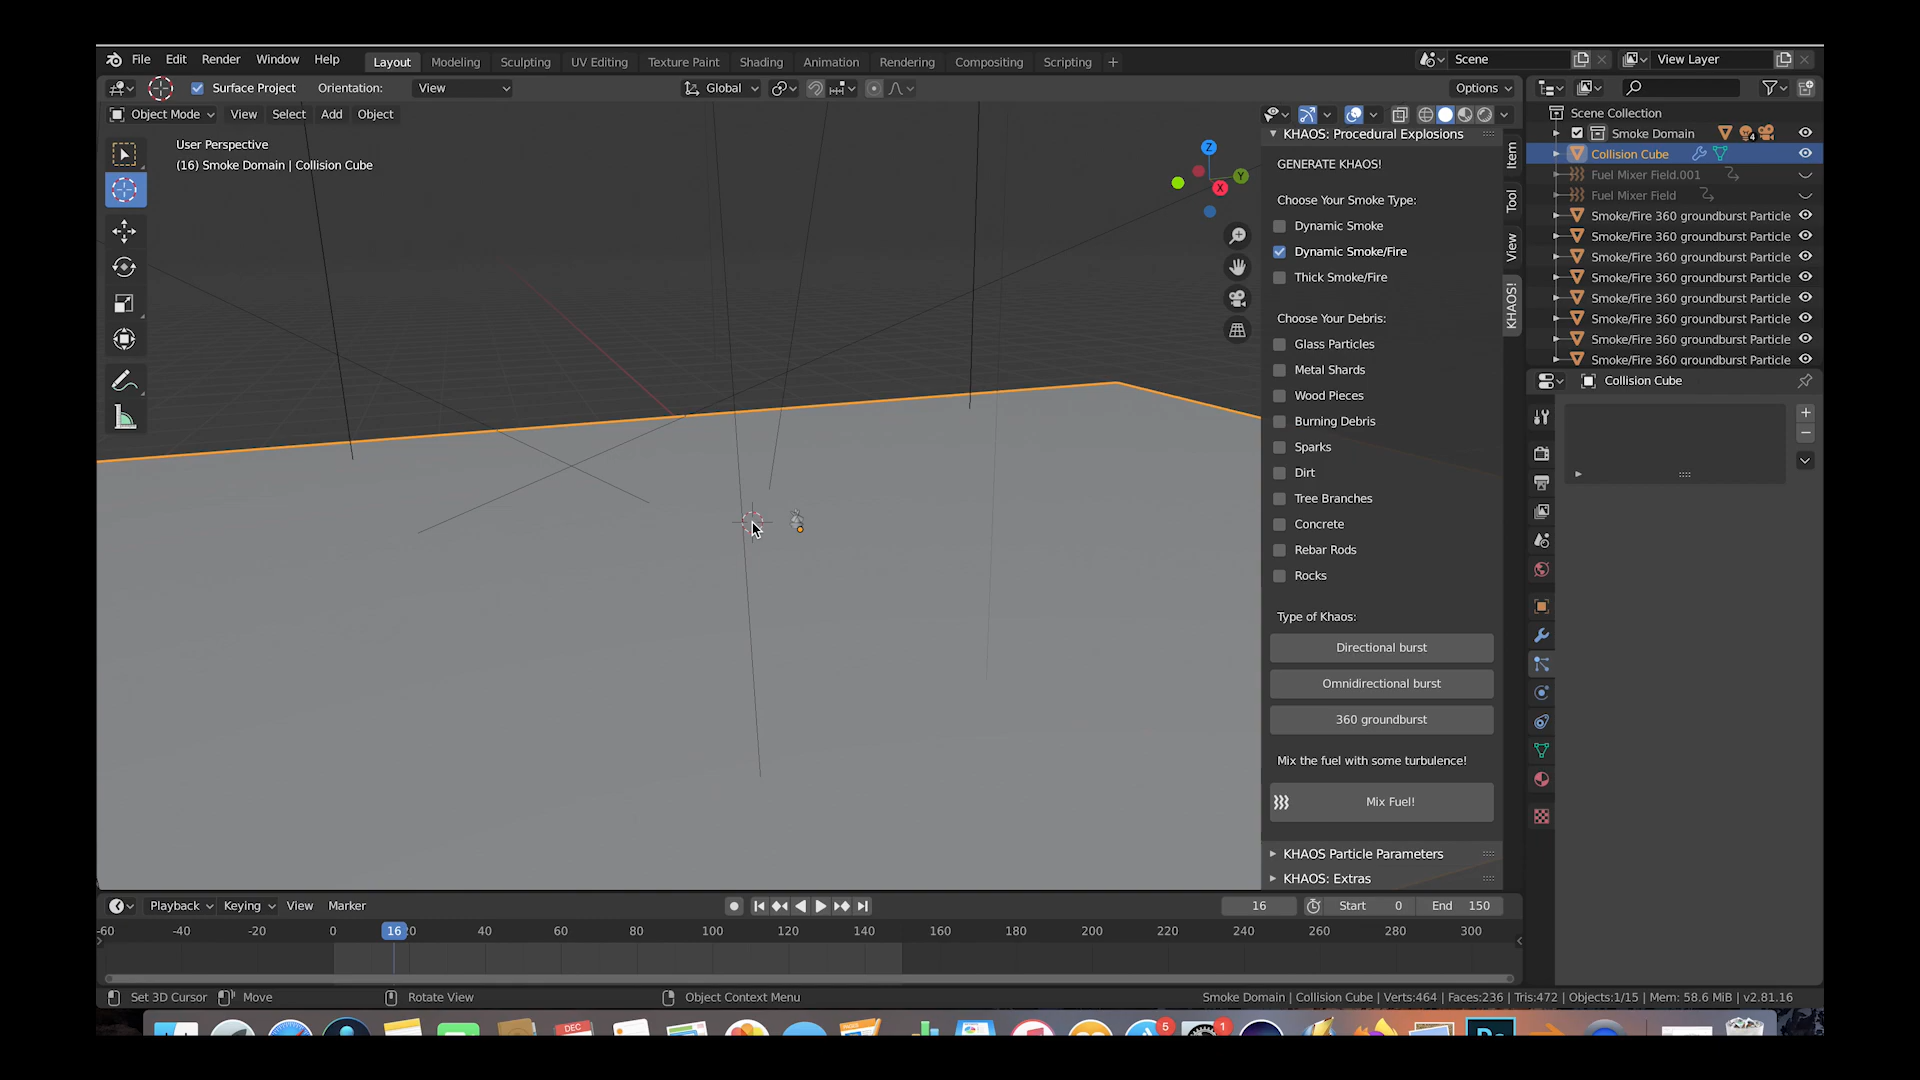 File Edit Render Window Help Layout Modeling Sculpting UV Editing Texture Paint Shading Animation Rendering Compositing Scripting + Scene View Layer
Surface Project Orientation: View Global Options
Object Mode View Select Add Object
User Perspective
(16) Smoke Domain | Collision Cube
Z
Y
X
KHAOS: Procedural Explosions
GENERATE KHAOS!
Choose Your Smoke Type:
Dynamic Smoke
Dynamic Smoke/Fire
Thick Smoke/Fire
Choose Your Debris:
Glass Particles
Metal Shards
Wood Pieces
Burning Debris
Sparks
Dirt
Tree Branches
Concrete
Rebar Rods
Rocks
Type of Khaos:
Directional burst
Omnidirectional burst
360 groundburst
Mix the fuel with some turbulence!
Mix Fuel!
KHAOS Particle Parameters
KHAOS: Extras
Item
Tool
View
KHAOS!
Scene Collection
Smoke Domain 4
Collision Cube
Fuel Mixer Field.001
Fuel Mixer Field
Smoke/Fire 360 groundburst Particle
Smoke/Fire 360 groundburst Particle
Smoke/Fire 360 groundburst Particle
Smoke/Fire 360 groundburst Particle
Smoke/Fire 360 groundburst Particle
Smoke/Fire 360 groundburst Particle
Smoke/Fire 360 groundburst Particle
Smoke/Fire 360 groundburst Particle
Collision Cube
Playback Keying View Marker 16 Start 0 End 150
-60 -40 -20 0 16 40 60 80 100 120 140 160 180 200 220 240 260 280 300
Set 3D Cursor Move Rotate View Object Context Menu Smoke Domain | Collision Cube | Verts:464 | Faces:236 | Tris:472 | Objects:1/15 | Mem: 58.6 MiB | v2.81.16
DEC 5 1